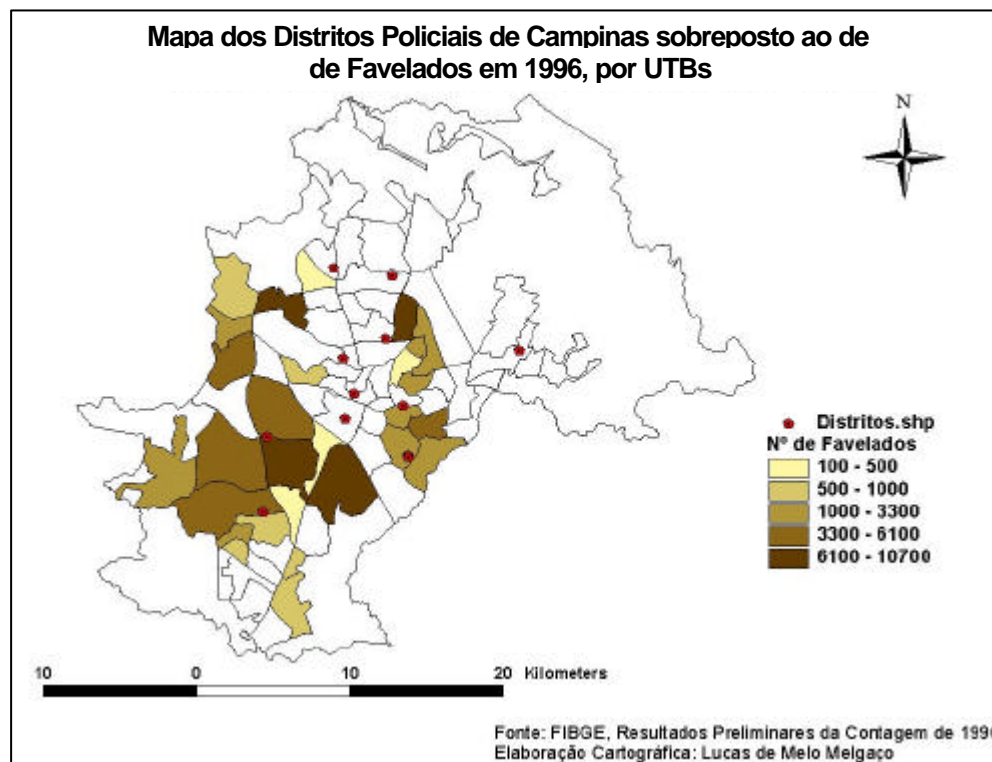 Mapa dos Distritos Policiais de Campinas sobreposto ao de
de Favelados em 1996, por UTBs
N
Distritos.shp
Nº de Favelados
100 - 500
500 - 1000
1000 - 3300
3300 - 6100
6100 - 10700
10 0 10 20 Kilometers
Fonte: FIBGE, Resultados Preliminares da Contagem de 199
Elaboração Cartográfica: Lucas de Melo Melgaço